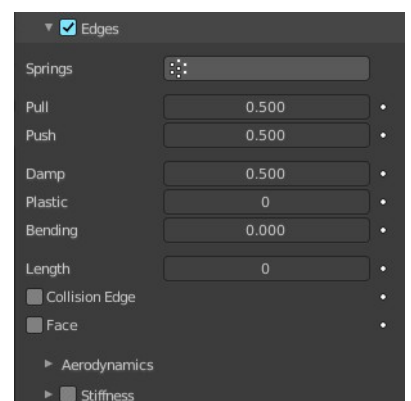 Edges
Springs
Pull 0.500
Push 0.500
Damp 0.500
Plastic 0
Bending 0.000
Length 0
Collision Edge
Face
Aerodynamics
Stiffness